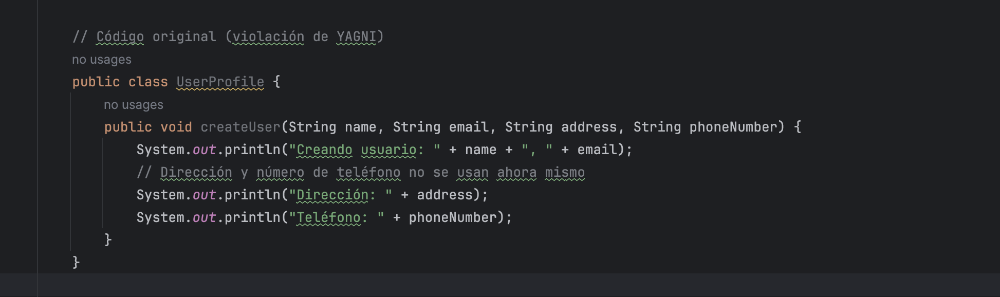 // Código original (violación de YAGNI)
no usages
public class UserProfile {
no usages
public void createUser(String name, String email, String address, String phoneNumber) {
System.out.println("Creando usuario: " + name + ", " + email);
// Dirección y número de teléfono no se usan ahora mismo
System.out.println("Dirección: " + address);
System.out.println("Teléfono: " + phoneNumber);
}
}